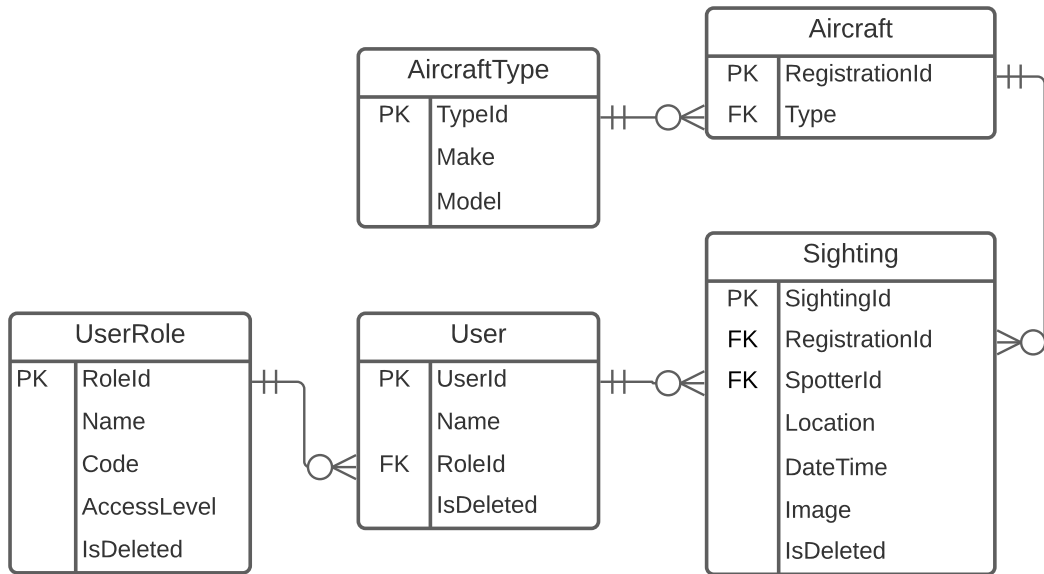 Aircraft
PK RegistrationId
FK Type
AircraftType
PK TypeId
Make
Model
Sighting
PK SightingId
FK RegistrationId
FK SpotterId
Location
DateTime
Image
IsDeleted
UserRole
PK RoleId
Name
Code
AccessLevel
IsDeleted
User
PK UserId
Name
FK RoleId
IsDeleted